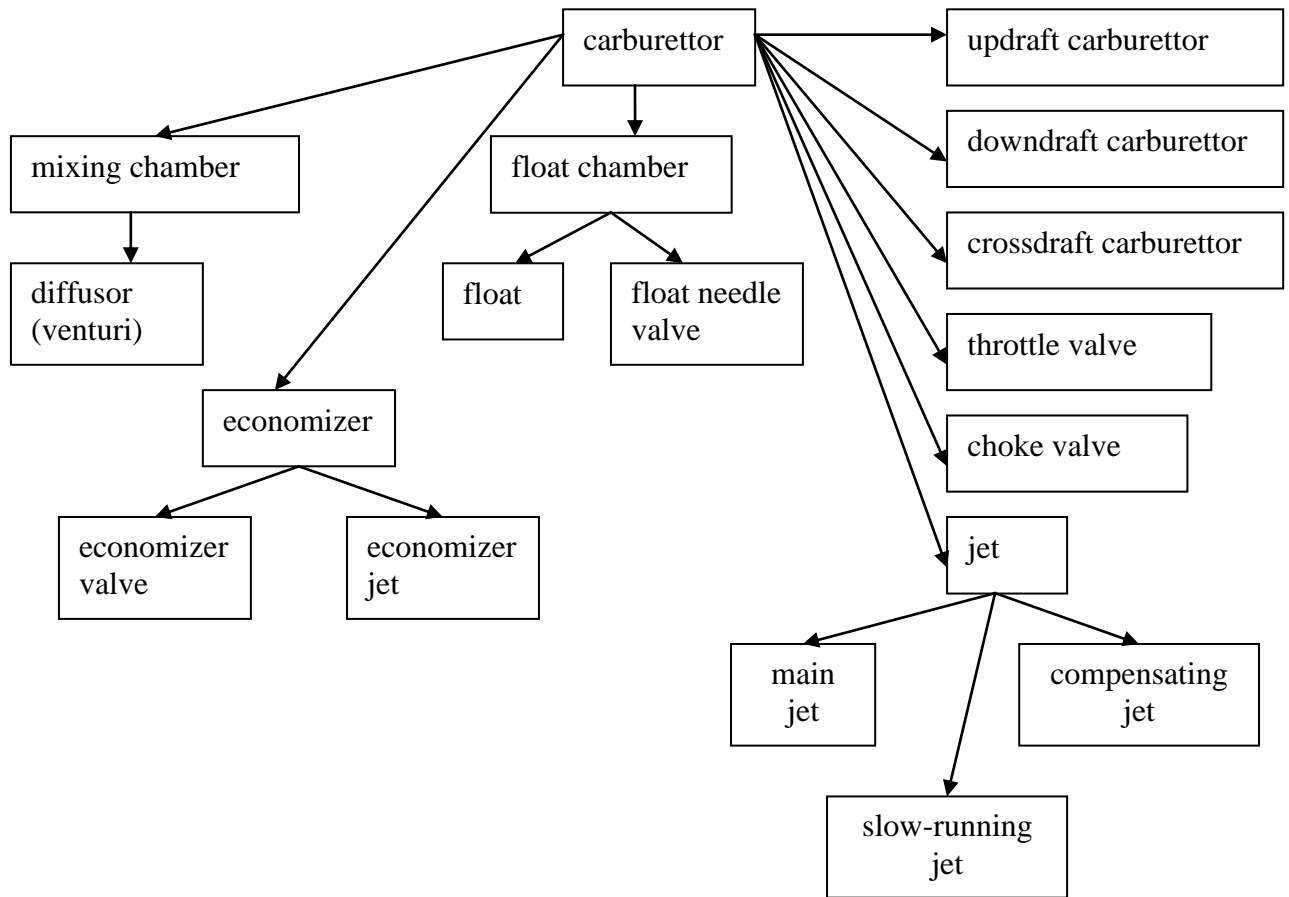 carburettor
updraft carburettor
downdraft carburettor
mixing chamber
float chamber
crossdraft carburettor
diffusor
(venturi)
float
float needle
valve
throttle valve
economizer
choke valve
economizer
valve
economizer
jet
jet
main
jet
compensating
jet
slow-running
jet